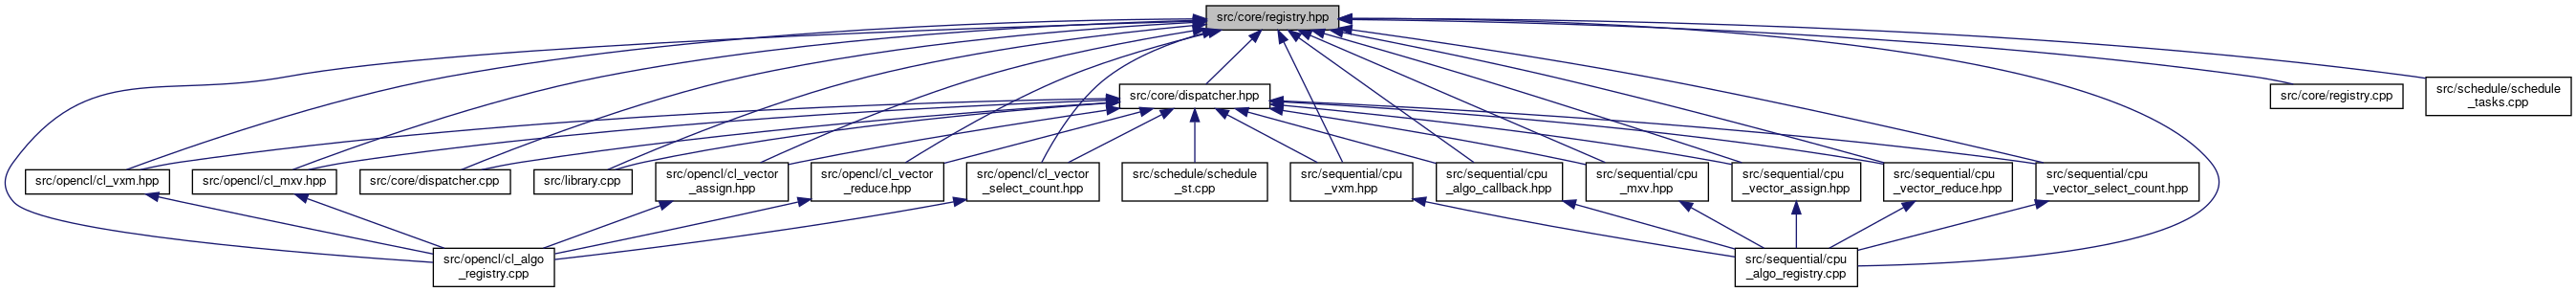 src/core/registry.hpp
src/core/dispatcher.hpp
src/core/registry.cpp
src/schedule/schedule
_tasks.cpp
src/opencl/cl_vxm.hpp
src/opencl/cl_mxv.hpp
src/core/dispatcher.cpp
src/library.cpp
src/opencl/cl_vector
_assign.hpp
src/opencl/cl_vector
_reduce.hpp
src/opencl/cl_vector
_select_count.hpp
src/schedule/schedule
_st.cpp
src/sequential/cpu
_vxm.hpp
src/sequential/cpu
_algo_callback.hpp
src/sequential/cpu
_mxv.hpp
src/sequential/cpu
_vector_assign.hpp
src/sequential/cpu
_vector_reduce.hpp
src/sequential/cpu
_vector_select_count.hpp
src/opencl/cl_algo
_registry.cpp
src/sequential/cpu
_algo_registry.cpp